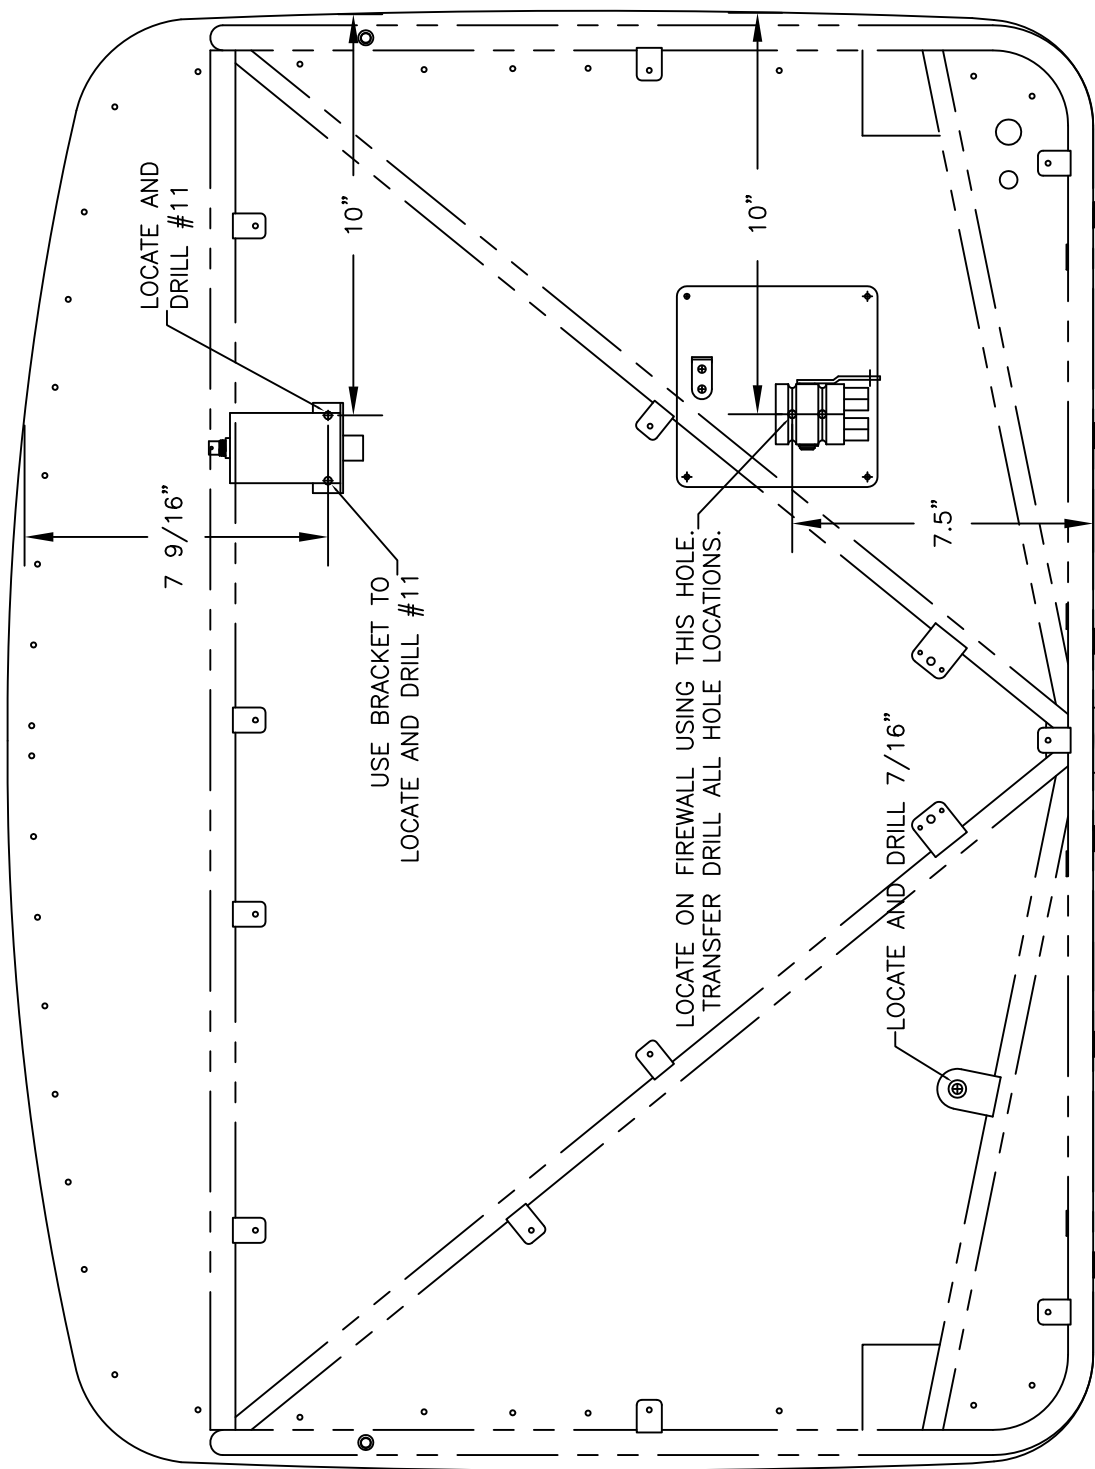 LOCATE AND
DRILL #11
10”
10”
7 9/16”
USE BRACKET TO
LOCATE AND DRILL #11
LOCATE ON FIREWALL USING THIS HOLE.
TRANSFER DRILL ALL HOLE LOCATIONS.
7.5”
LOCATE AND DRILL 7/16”